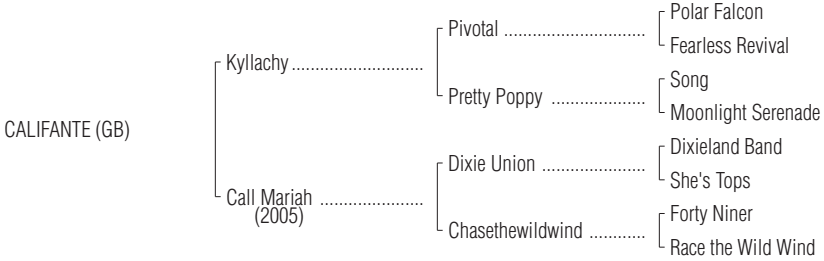 Polar Falcon
Pivotal ..............................
Fearless Revival
Kyllachy............................
Song
Pretty Poppy ....................
Moonlight Serenade
CALIFANTE (GB)
Dixieland Band
Dixie Union ......................
She's Tops
Call Mariah ......................
(2005)
Forty Niner
Chasethewildwind ............
Race the Wild Wind